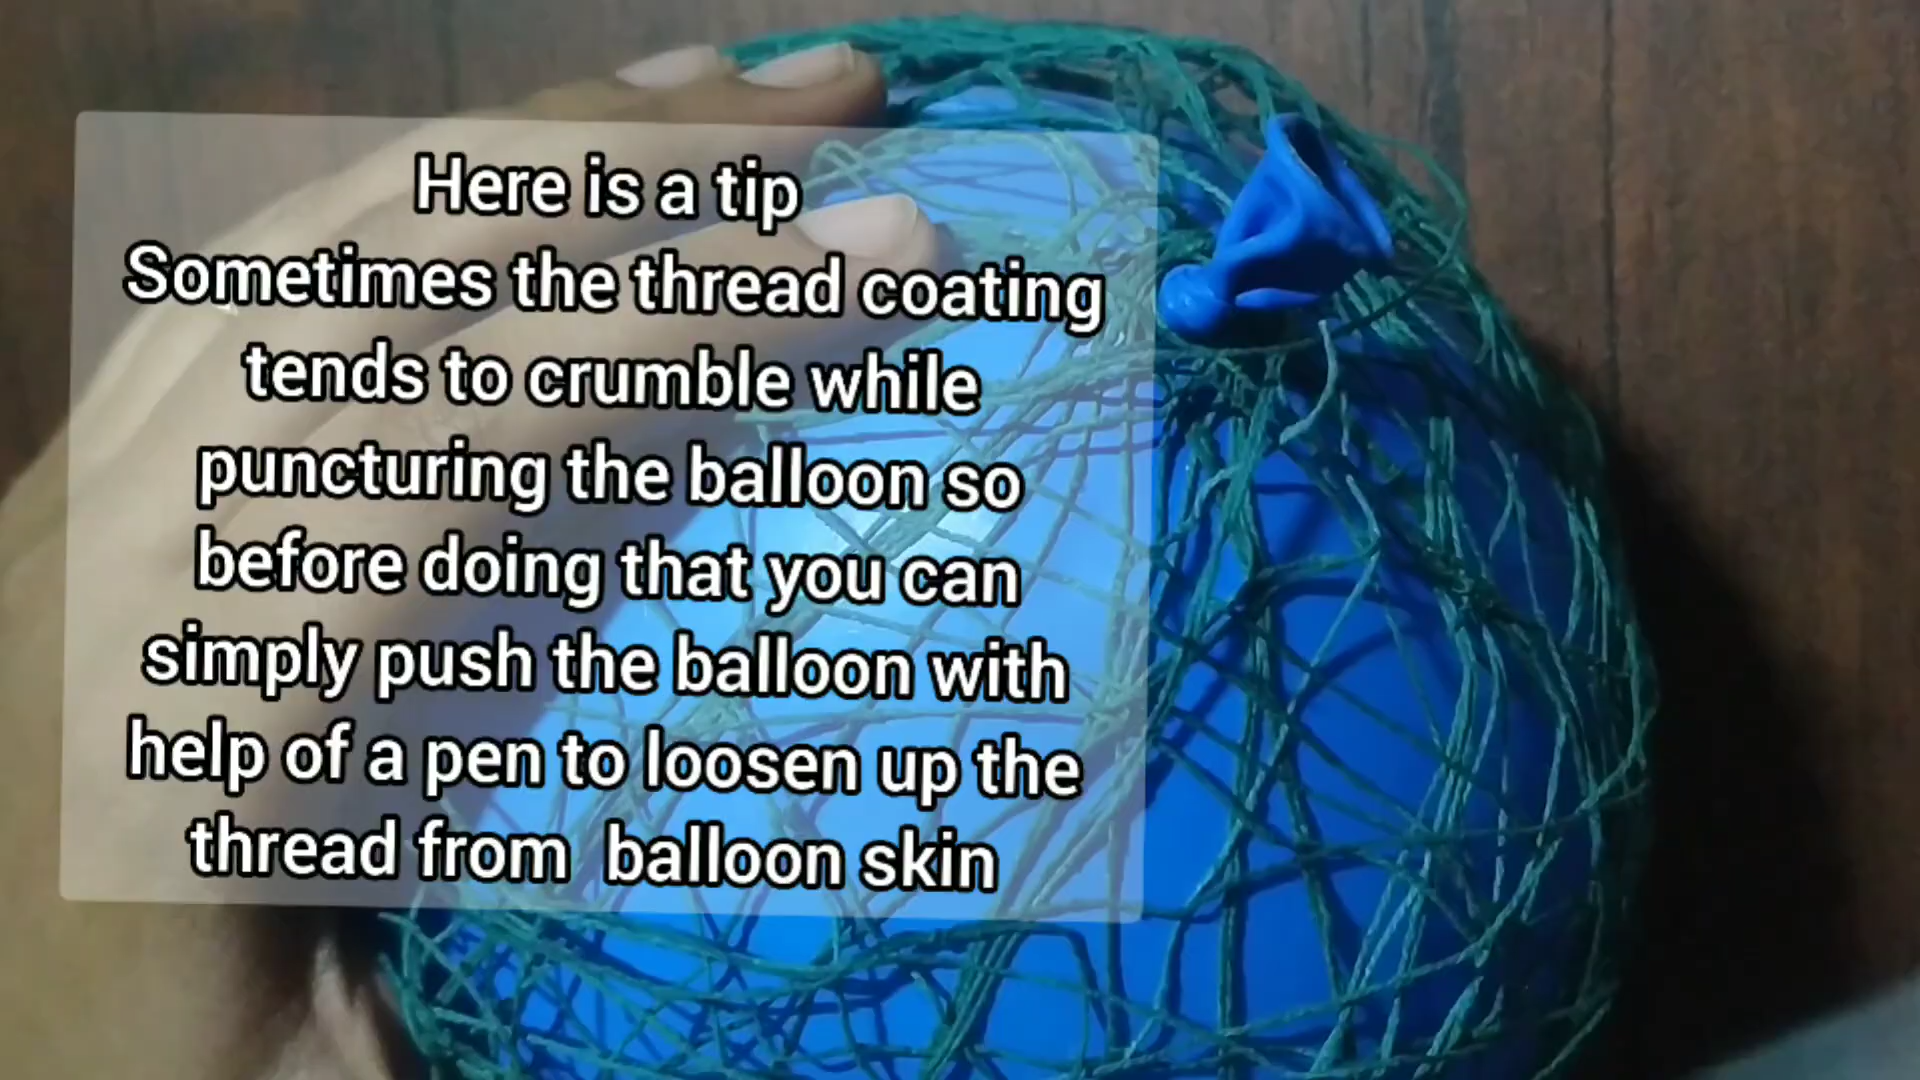 Here is a tip
Sometimes the thread coating
tends to crumble while
puncturing the balloon so
before doing that you can
simply push the balloon with
help of a pen to loosen up the
thread from balloon skin